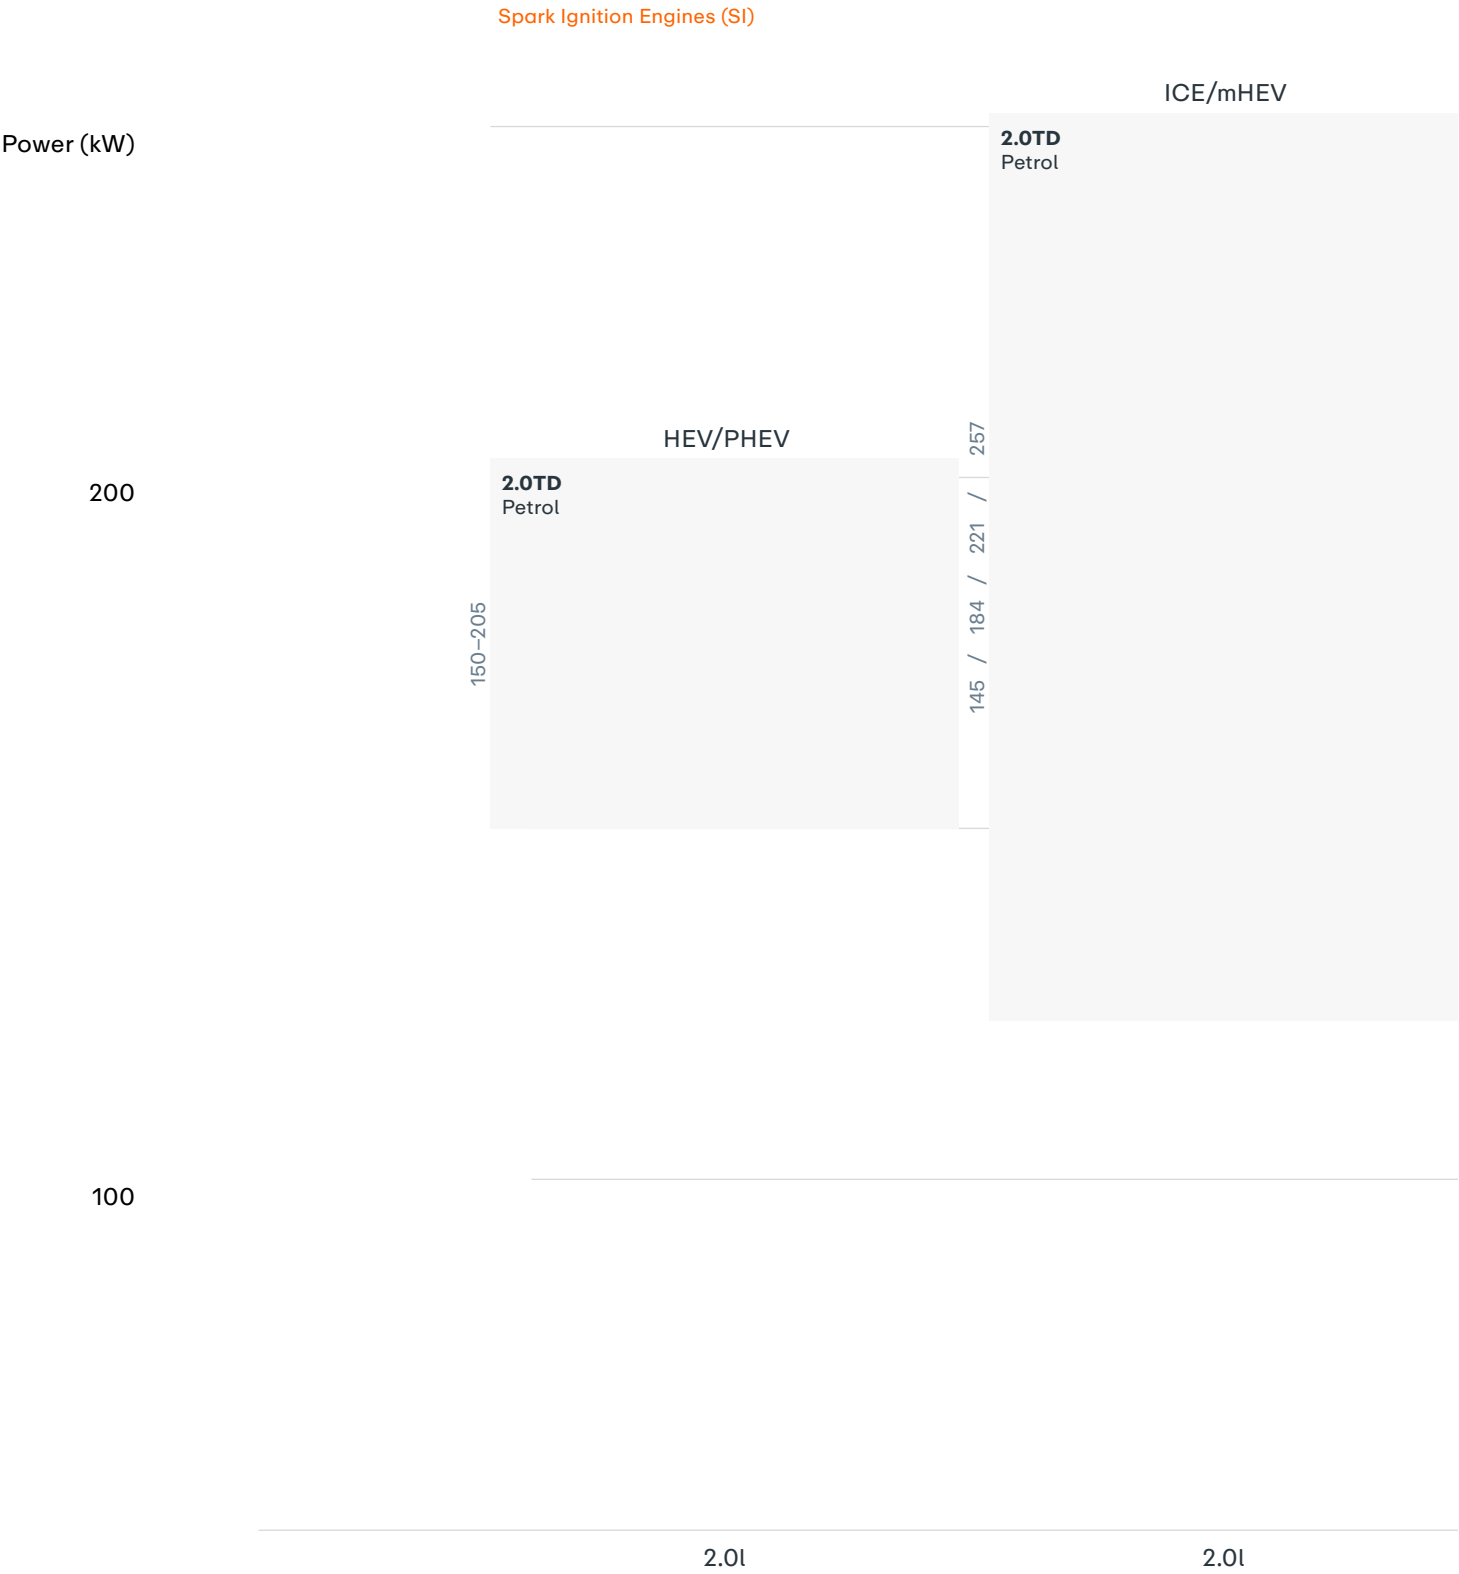 Spark Ignition Engines (SI)
ICE/mHEV
Power (kW)
2.0TD
Petrol
HEV/PHEV
200
2.0TD
Petrol
150–205
145 / 184 / 221 / 257
100
2.0l
2.0l